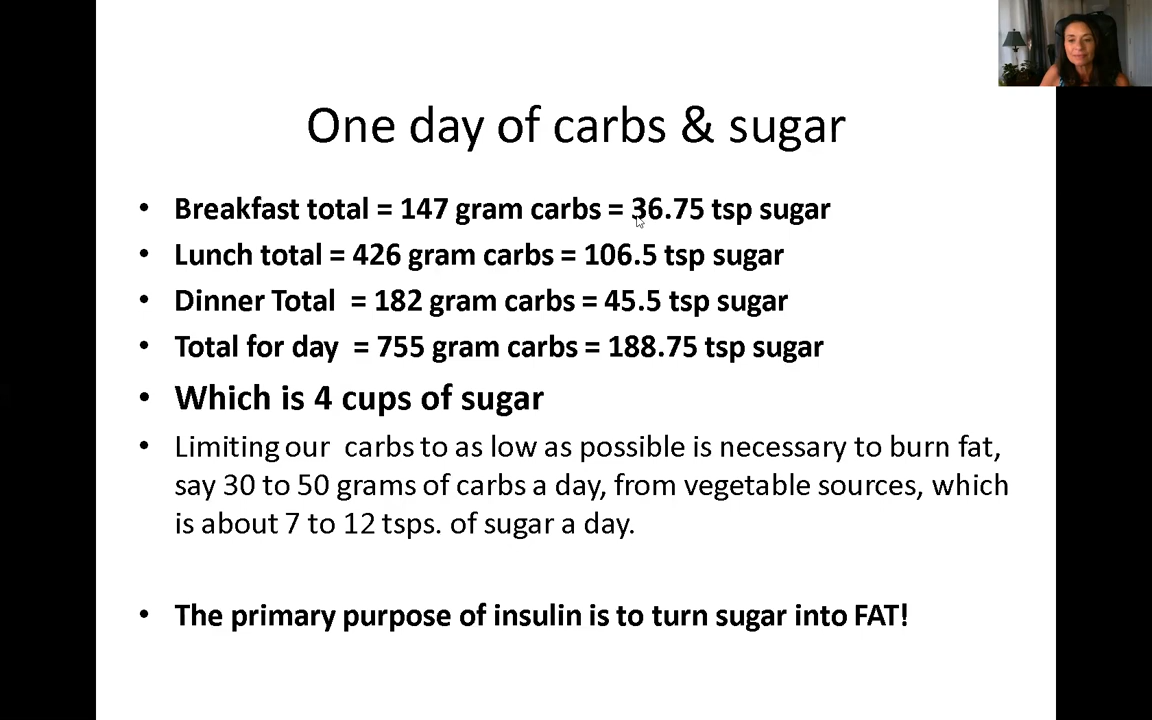 One day of carbs & sugar
• Breakfast total = 147 gram carbs = 36.75 tsp sugar
• Lunch total = 426 gram carbs = 106.5 tsp sugar
• Dinner Total = 182 gram carbs = 45.5 tsp sugar
• Total for day = 755 gram carbs = 188.75 tsp sugar
• Which is 4 cups of sugar
• Limiting our carbs to as low as possible is necessary to burn fat,
say 30 to 50 grams of carbs a day, from vegetable sources, which
is about 7 to 12 tsps. of sugar a day.
• The primary purpose of insulin is to turn sugar into FAT!